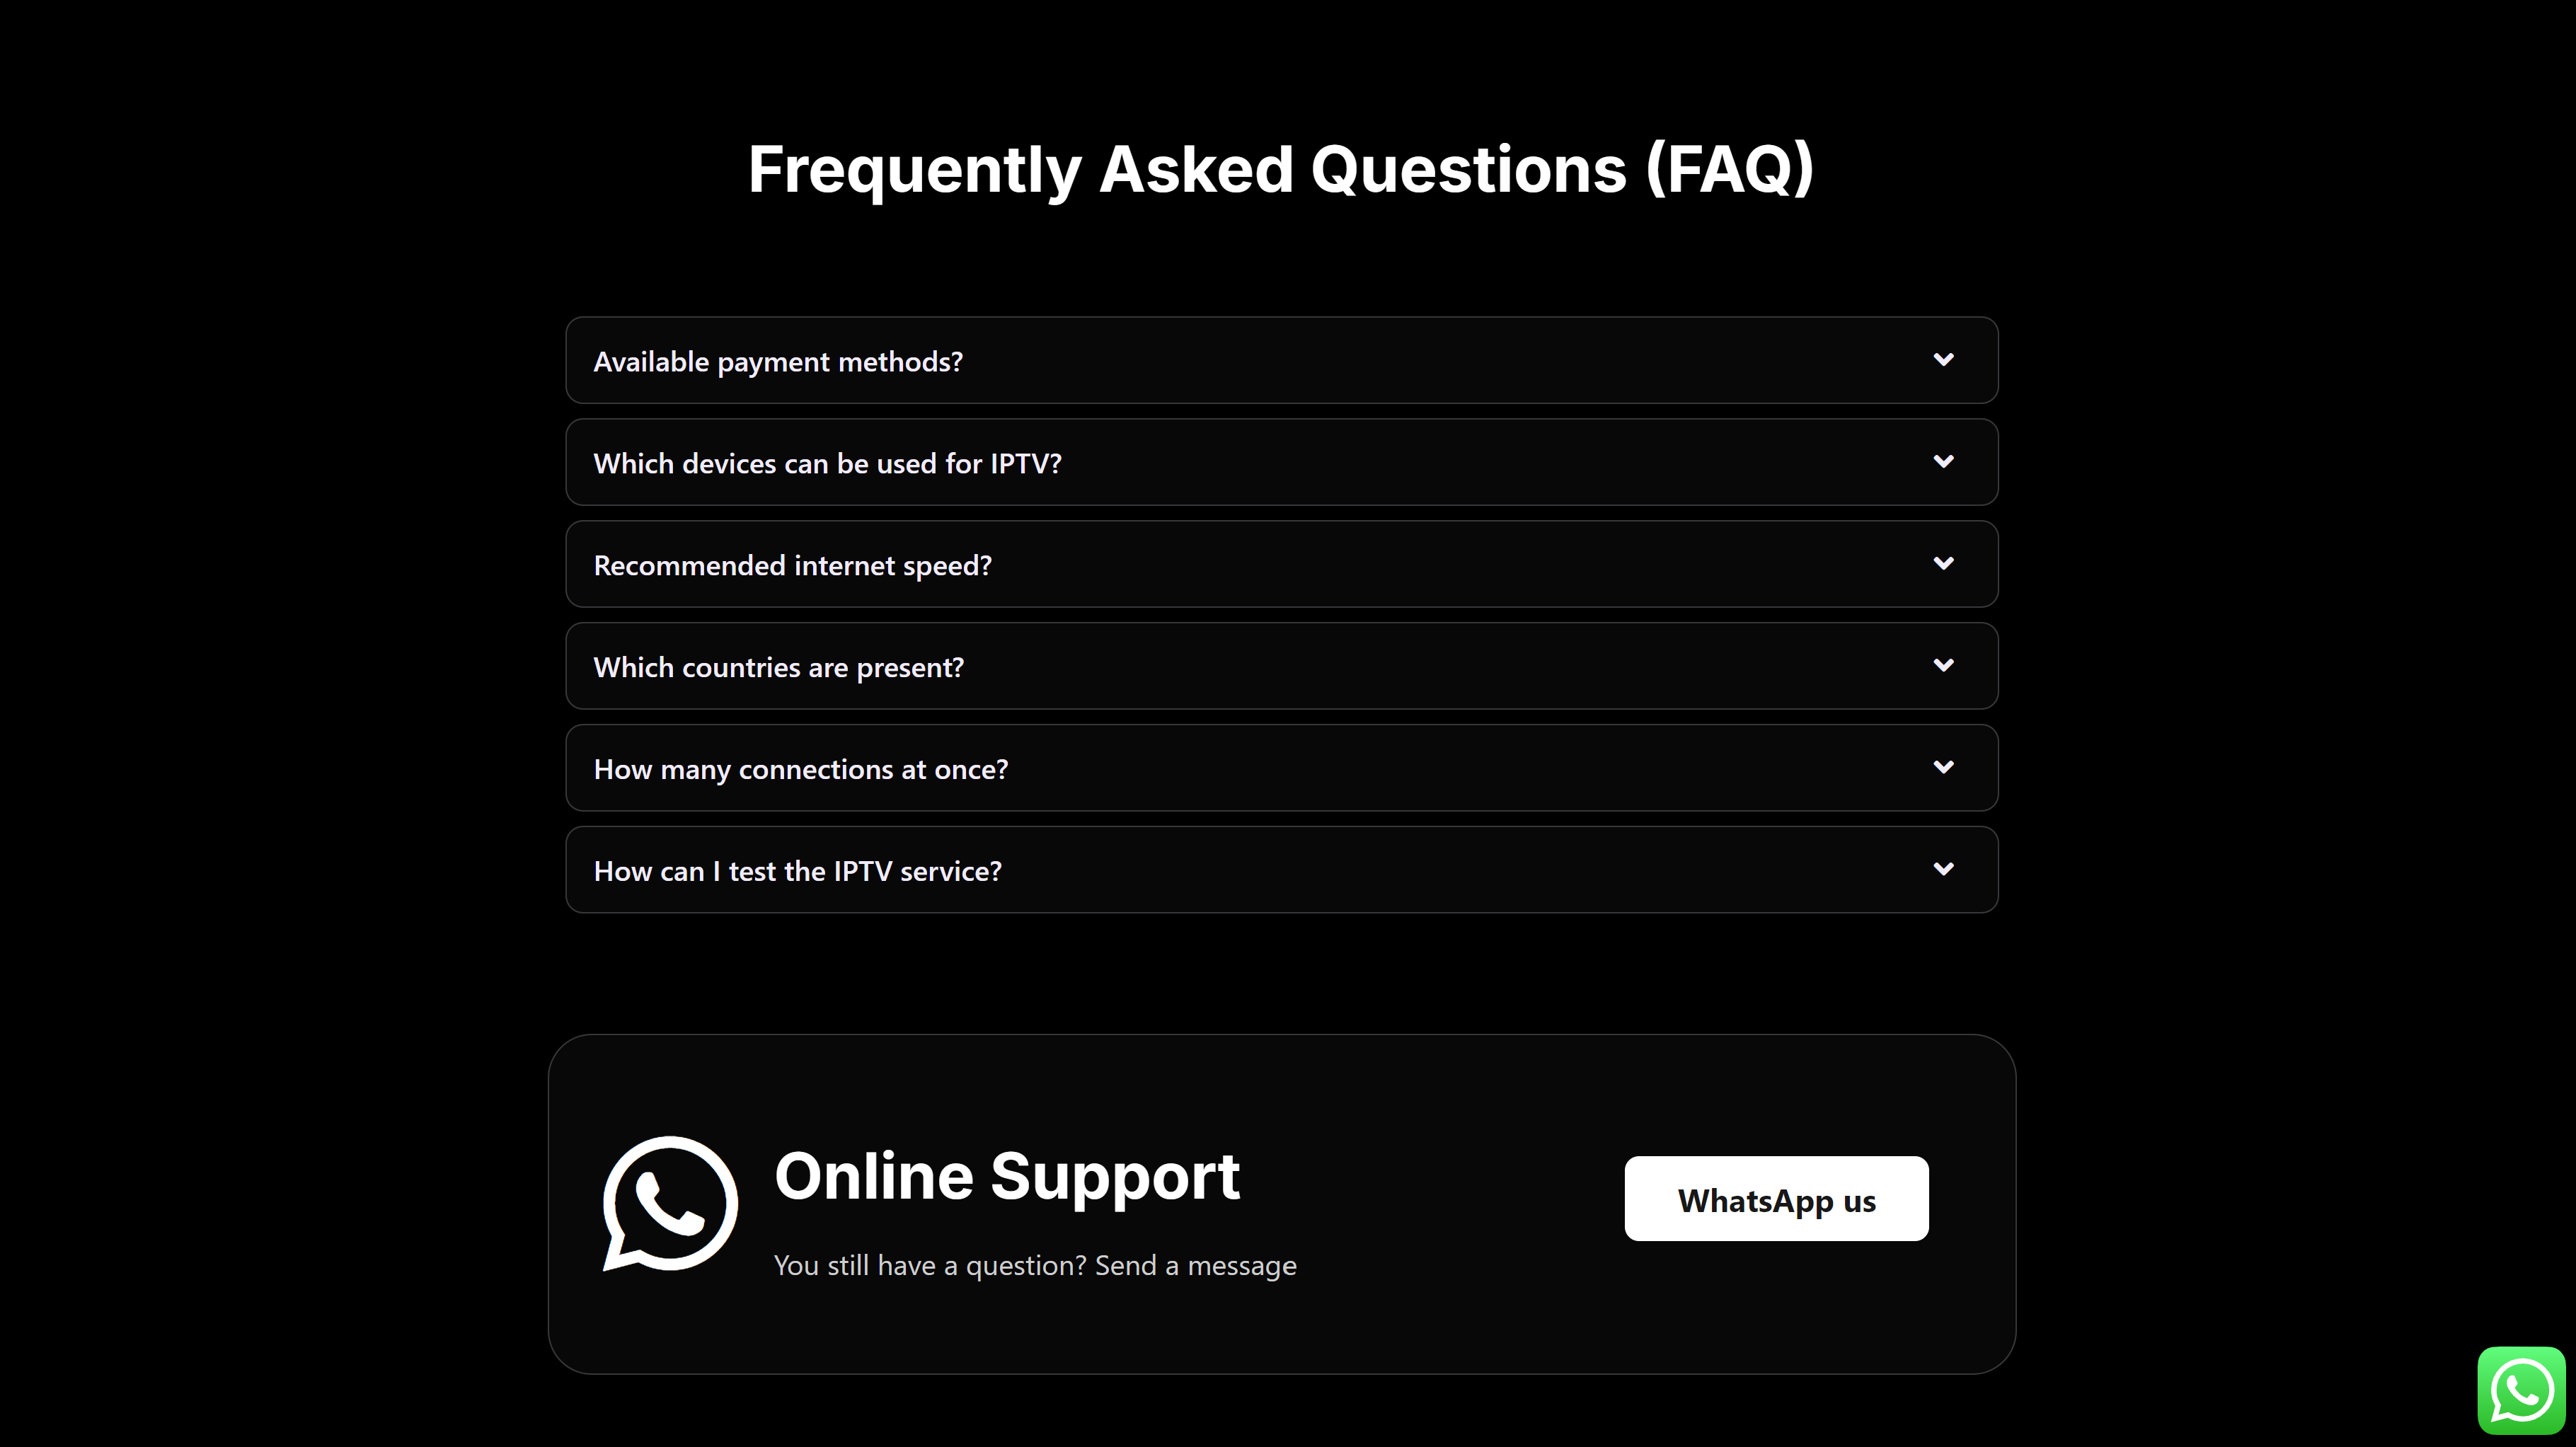 Frequently Asked Questions (FAQ)
Available payment methods?
Which devices can be used for IPTV?
Recommended internet speed?
Which countries are present?
How many connections at once?
How can I test the IPTV service?
Online Support
You still have a question? Send a message
WhatsApp us